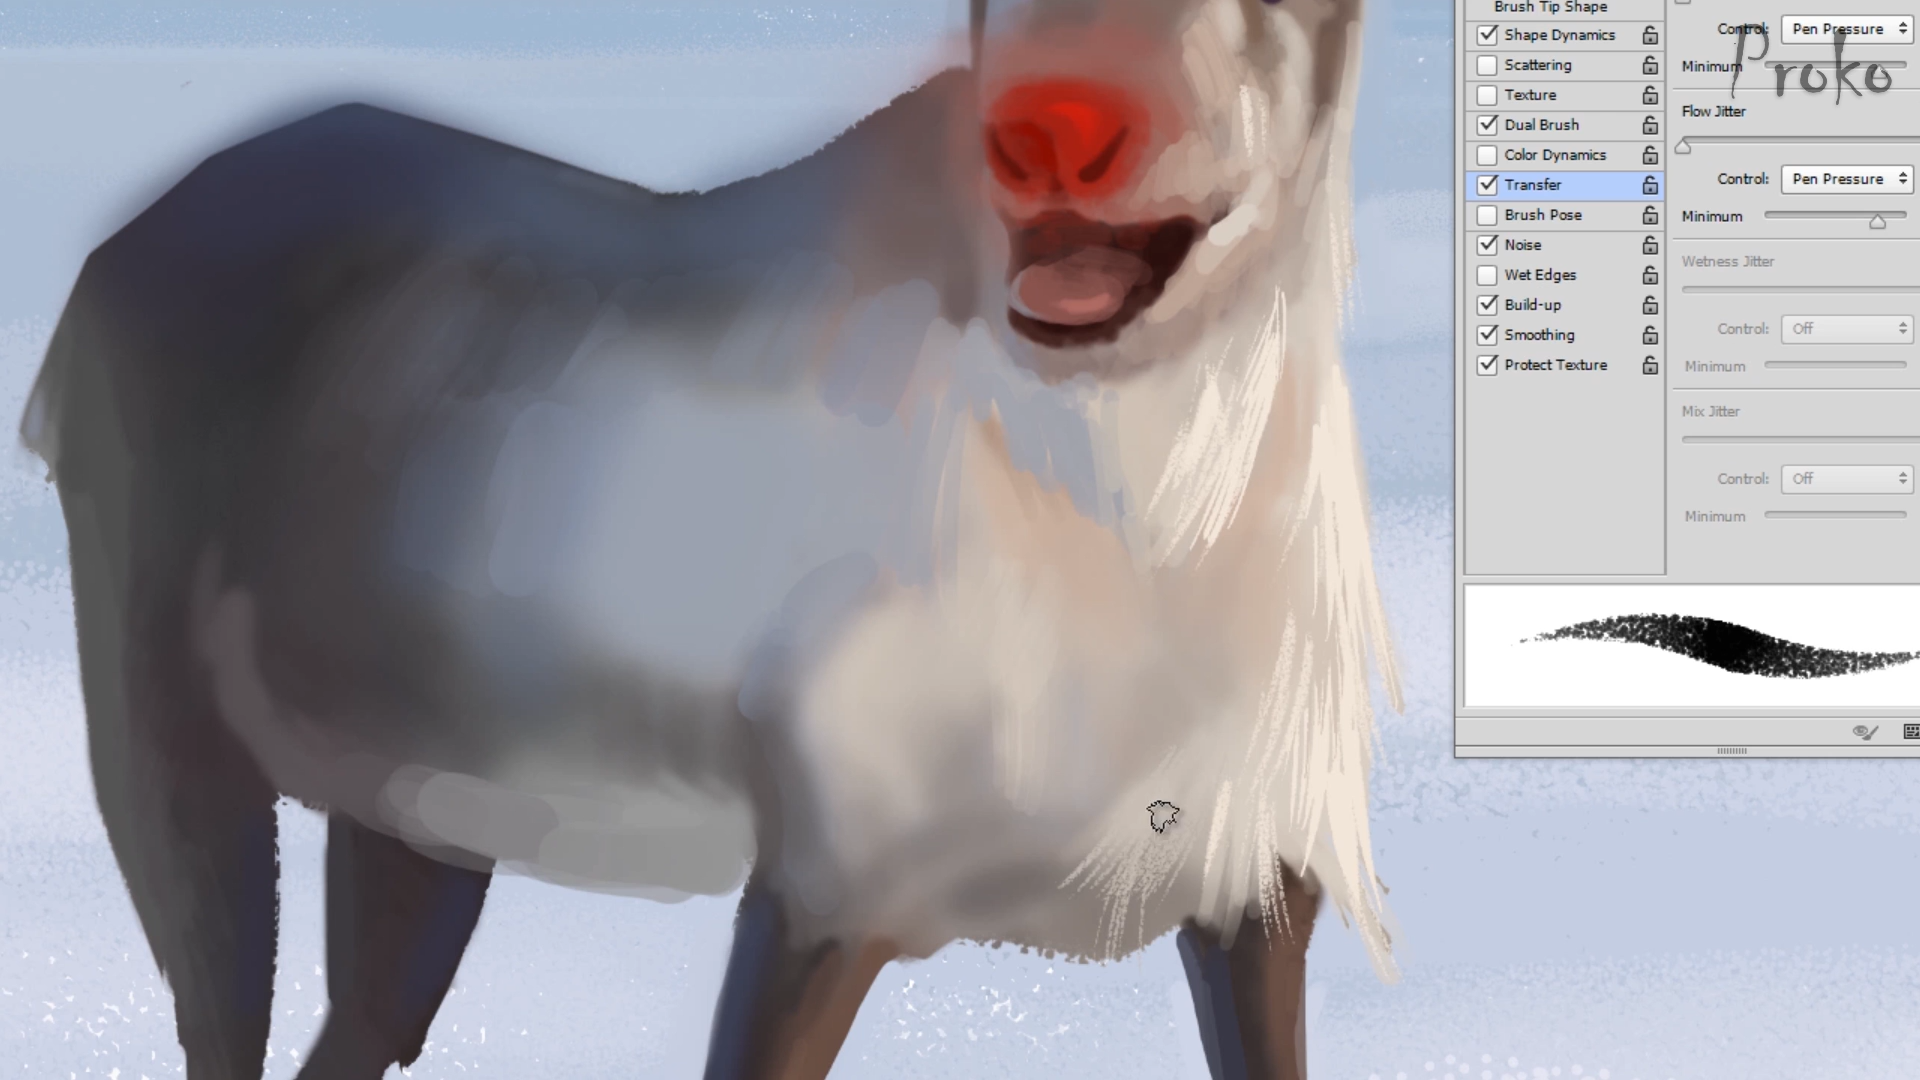 Brush Tip Shape
Shape Dynamics
Scattering
Texture
Dual Brush
Color Dynamics
Transfer
Brush Pose
Noise
Wet Edges
Build-up
Smoothing
Protect Texture
Control: Pen Pressure
Minimum
Proko
Flow Jitter
Control: Pen Pressure
Minimum
Wetness Jitter
Control: Off
Minimum
Mix Jitter
Control: Off
Minimum